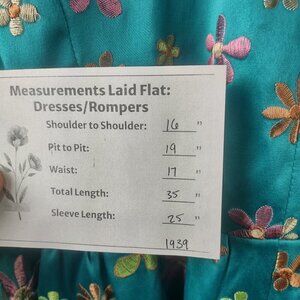 Measurements Laid Flat:
Dresses/Rompers
Shoulder to Shoulder: 16 "
Pit to Pit: 19 "
Waist: 17 "
Total Length: 35 "
Sleeve Length: 25 "
1939